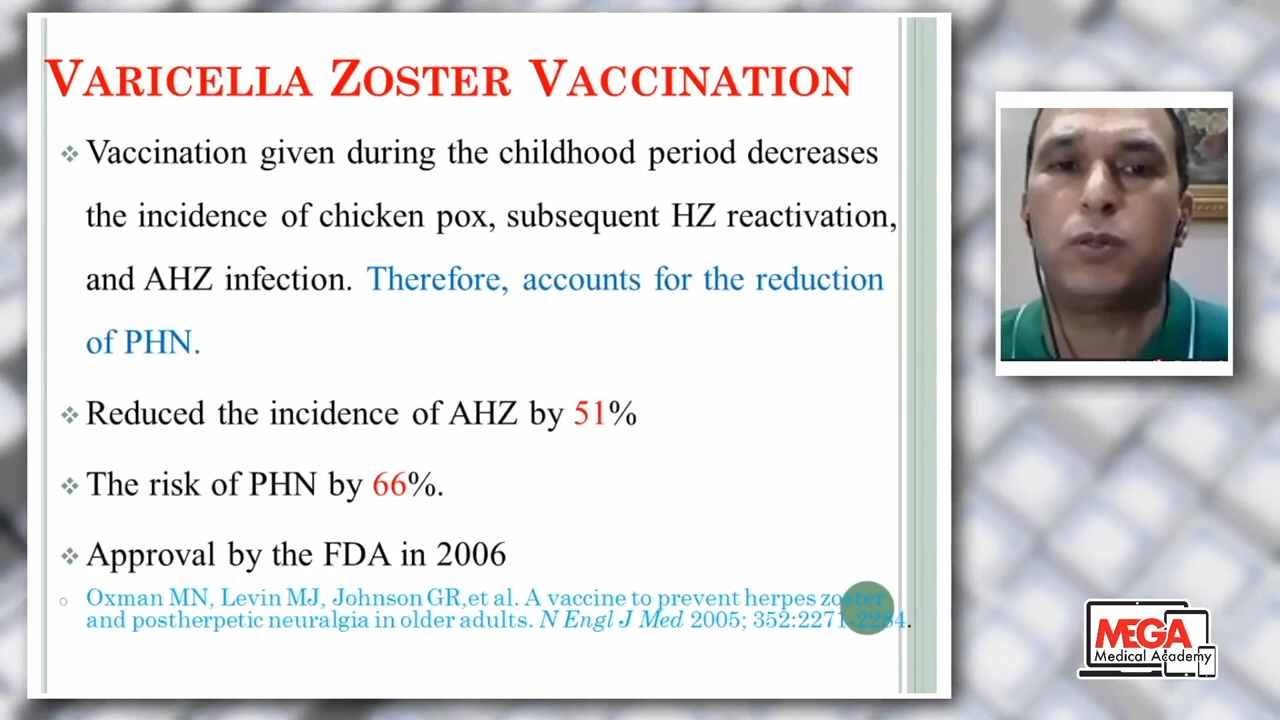 VARICELLA ZOSTER VACCINATION
Vaccination given during the childhood period decreases
the incidence of chicken pox, subsequent HZ reactivation,
and AHZ infection. Therefore, accounts for the reduction
of PHN.
Reduced the incidence of AHZ by 51%
The risk of PHN by 66%.
Approval by the FDA in 2006
Oxman MN, Levin MJ, Johnson GR,et al. A vaccine to prevent herpes zoster
and postherpetic neuralgia in older adults. N Engl J Med 2005; 352:2271-2284.
MEGA
Medical Academy